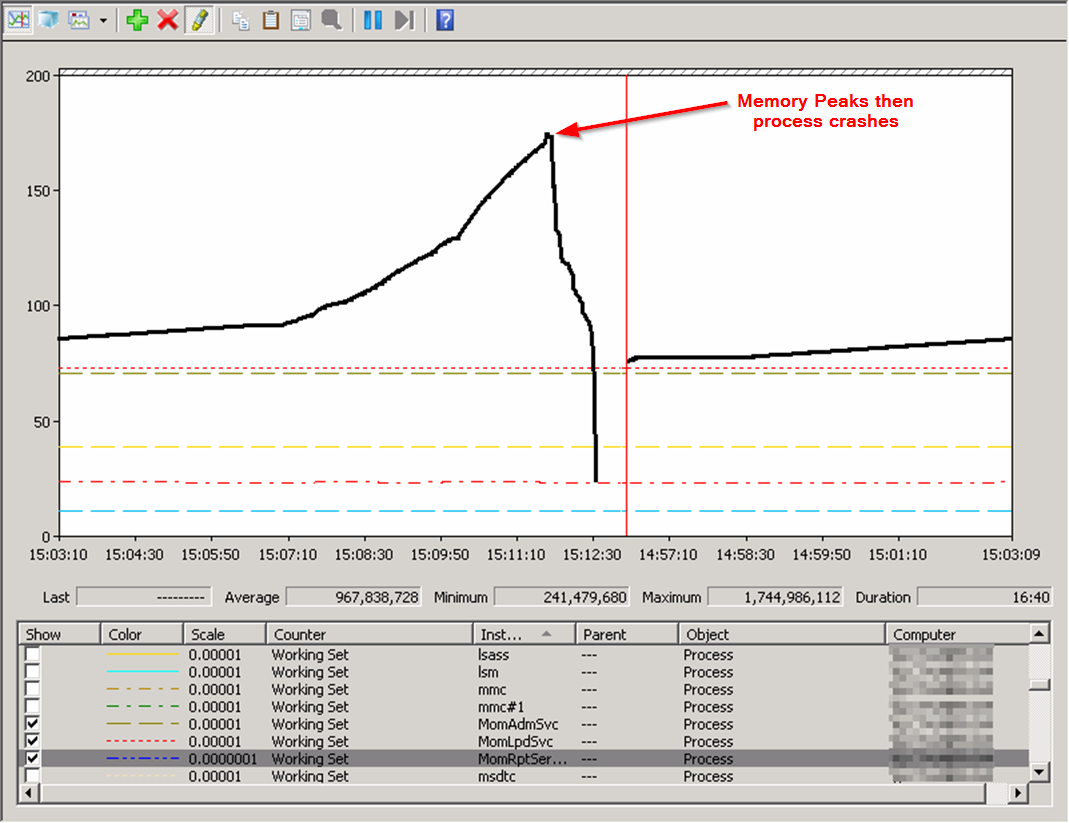 200
Memory Peaks then
process crashes
150
100
50
0
15:03:10 15:04:30 15:05:50 15:07:10 15:08:30 15:09:50 15:11:10 15:12:30 14:57:10 14:58:30 14:59:50 15:01:10 15:03:09
Last --------- Average 967,838,728 Minimum 241,479,680 Maximum 1,744,986,112 Duration 16:40
Show Color Scale Counter Inst... Parent Object Computer
0.00001 Working Set lsass --- Process
0.00001 Working Set lsm --- Process
0.00001 Working Set mmc --- Process
0.00001 Working Set mmc#1 --- Process
0.00001 Working Set MomAdmSvc --- Process
0.00001 Working Set MomLpdSvc --- Process
0.0000001 Working Set MomRptSer... --- Process
0.00001 Working Set msdtc --- Process